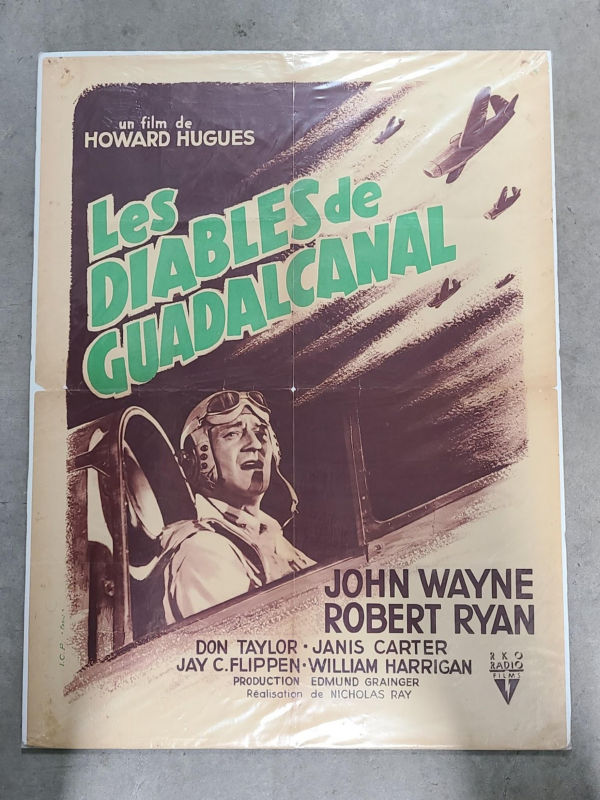 un film de
HOWARD HUGUES
Les
DIABLES de
GUADALCANAL
JOHN WAYNE
ROBERT RYAN
DON TAYLOR · JANIS CARTER
JAY C. FLIPPEN · WILLIAM HARRIGAN
PRODUCTION EDMUND GRAINGER
Réalisation de NICHOLAS RAY
RKO
RADIO
FILMS
I.C.P.